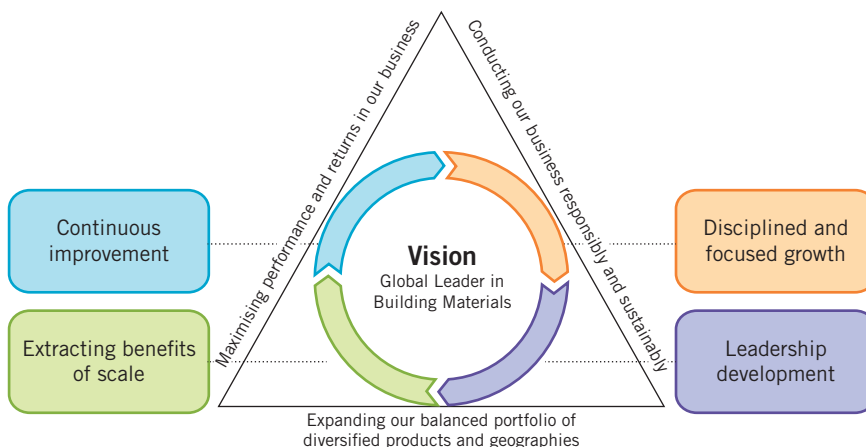 Maximising performance and returns in our business
Conducting our business responsibly and sustainably
Continuous
improvement
Disciplined and
focused growth
Vision
Global Leader in
Building Materials
Extracting benefits
of scale
Leadership
development
Expanding our balanced portfolio of
diversified products and geographies